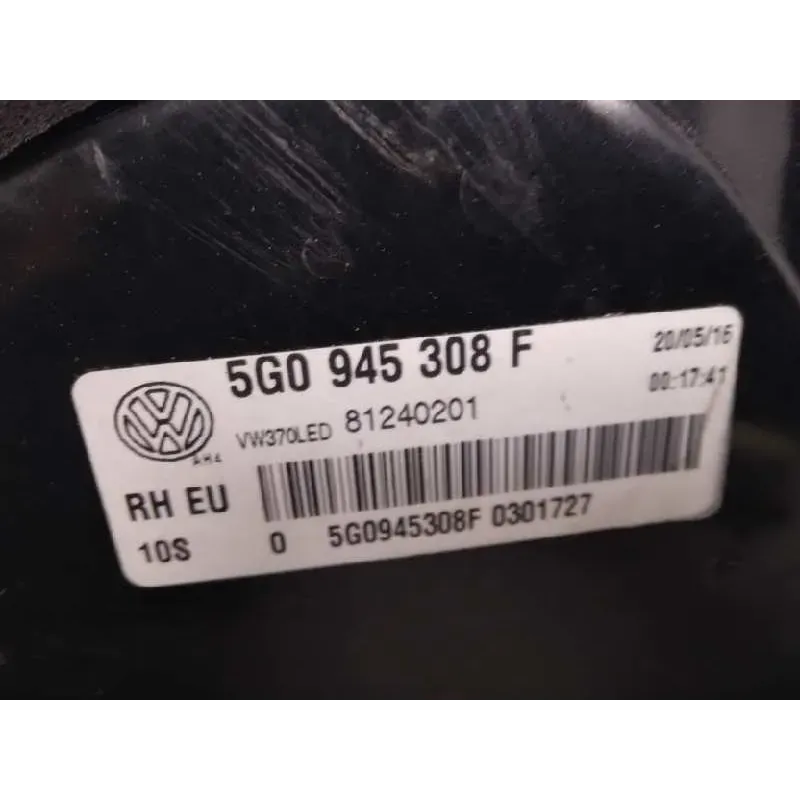 5G0 945 308 F
20/05/16
VW370LED 81240201
00:17:41
RH EU
10S 0 5G0945308F 0301727